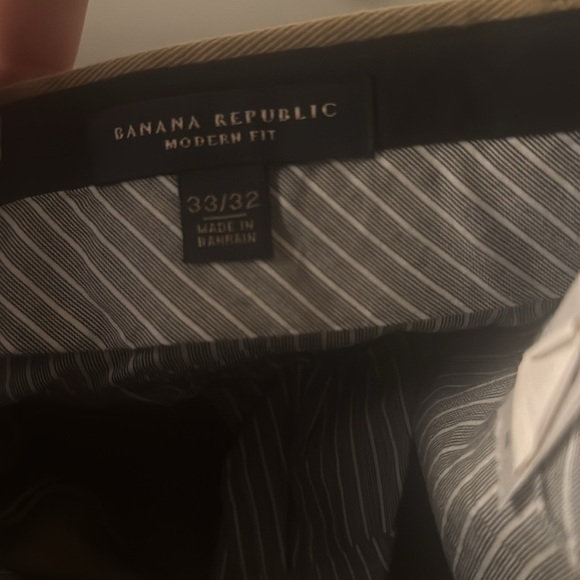 BANANA REPUBLIC
MODERN FIT
33/32
MADE IN
BAHRAIN